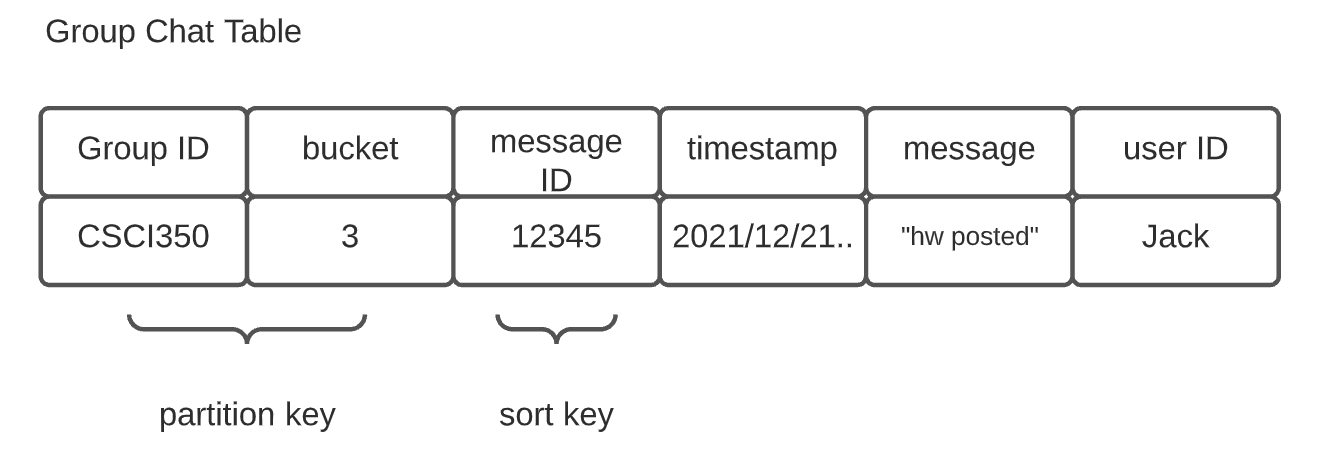 Group Chat Table
Group ID bucket message ID timestamp message user ID
CSCI350 3 12345 2021/12/21.. "hw posted" Jack
partition key sort key